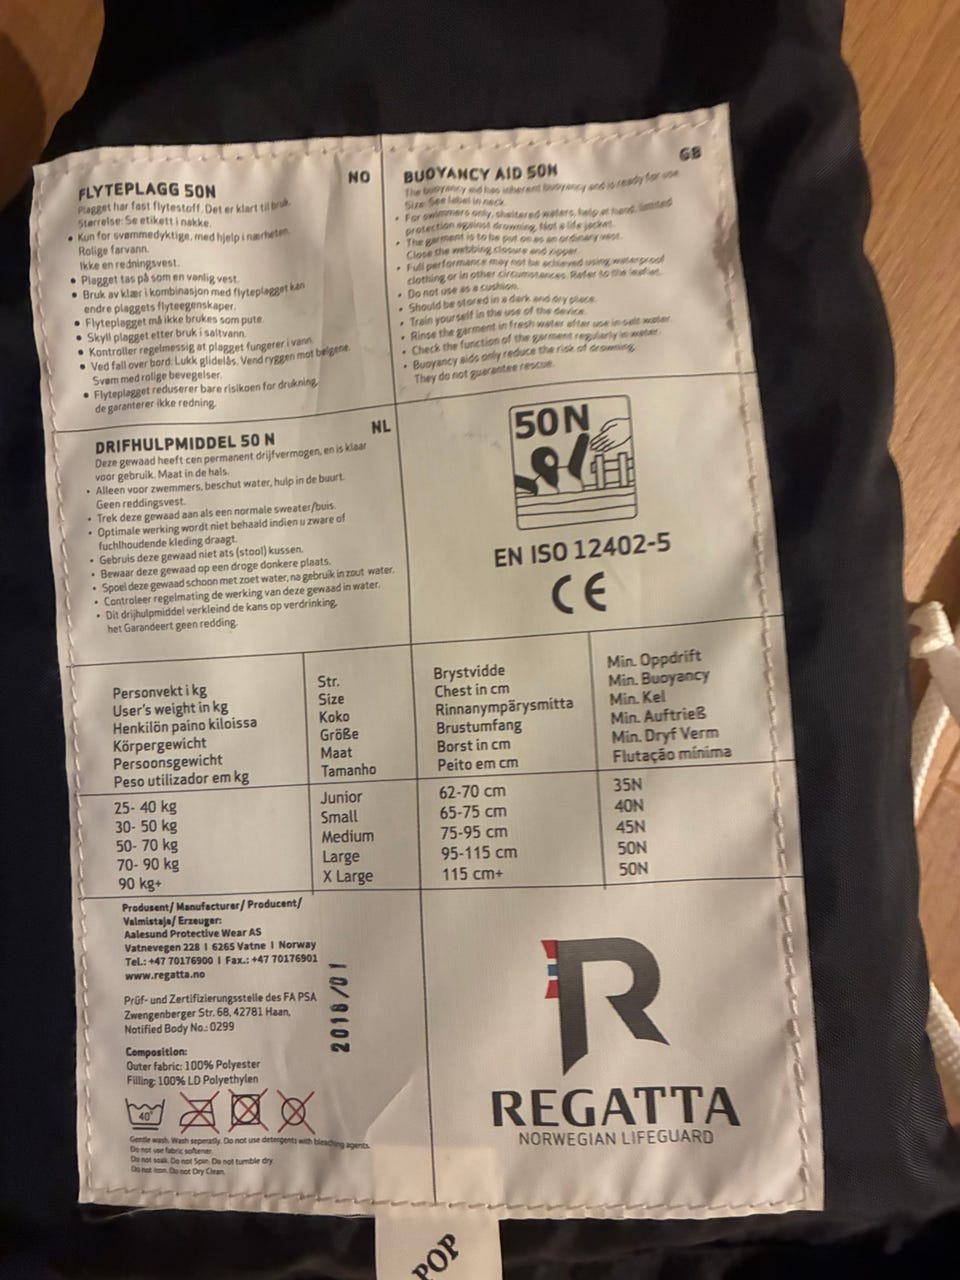 FLYTEPLAGG 50N
NO
Plagget har fast flytestoff. Det er klart til bruk.
Størrelse: Se etikett i nakke.
• Kun for svømmedyktige, med hjelp i nærheten.
Rolige farvann.
Ikke en redningsvest.
• Plagget tas på som en vanlig vest.
• Bruk av klær i kombinasjon med flyteplagget kan
endre plaggets flyteegenskaper.
• Flyteplagget må ikke brukes som pute.
• Skyll plagget etter bruk i saltvann.
• Kontroller regelmessig at plagget fungerer i vann.
• Ved fall over bord: Lukk glidelås. Vend ryggen mot bølgene.
Svøm med rolige bevegelser.
• Flyteplagget reduserer bare risikoen for drukning,
de garanterer ikke redning.
BUOYANCY AID 50N
GB
The buoyancy aid has inherent buoyancy and is ready for use.
Size: See label in neck.
• For swimmers only, sheltered waters, help at hand, limited
protection against drowning. Not a life jacket.
• The garment is to be put on as an ordinary vest.
Close the webbing closure and zipper.
• Full performance may not be achieved using waterproof
clothing or in other circumstances. Refer to the leaflet.
• Do not use as a cushion.
• Should be stored in a dark and dry place.
• Train yourself in the use of the device.
• Rinse the garment in fresh water after use in salt water.
• Check the function of the garment regularly in water.
• Buoyancy aids only reduce the risk of drowning.
They do not guarantee rescue.
DRIFHULPMIDDEL 50 N
NL
Deze gewaad heeft cen permanent drijfvermogen, en is klaar
voor gebruik. Maat in de hals.
• Alleen voor zwemmers, beschut water, hulp in de buurt.
Geen reddingsvest.
• Trek deze gewaad aan als een normale sweater/buis.
• Optimale werking wordt niet behaald indien u zware of
fuchlhoudende kleding draagt.
• Gebruis deze gewaad niet ats (stool) kussen.
• Bewaar deze gewaad op een droge donkere plaats.
• Spoel deze gewaad schoon met zoet water, na gebruik in zout water.
• Controleer regelmating de werking van deze gewaad in water.
• Dit drijhulpmiddel verkleind de kans op verdrinking,
het Garandeert geen redding.
50N
EN ISO 12402-5
CE
Personvekt i kg
User's weight in kg
Henkilön paino kiloissa
Körpergewicht
Persoonsgewicht
Peso utilizador em kg
Str.
Size
Koko
Größe
Maat
Tamanho
Brystvidde
Chest in cm
Rinnanympärysmitta
Brustumfang
Borst in cm
Peito em cm
Min. Oppdrift
Min. Buoyancy
Min. Kel
Min. Auftrieß
Min. Dryf Verm
Flutação mínima
25- 40 kg Junior 62-70 cm 35N
30- 50 kg Small 65-75 cm 40N
50- 70 kg Medium 75-95 cm 45N
70- 90 kg Large 95-115 cm 50N
90 kg+ X Large 115 cm+ 50N
Produsent/ Manufacturer/ Producent/
Valmistaja/ Erzeuger:
Aalesund Protective Wear AS
Vatnevegen 228 | 6265 Vatne | Norway
Tel.: +47 70176900 | Fax.: +47 70176901
www.regatta.no
Prüf- und Zertifizierungsstelle des FA PSA
Zwengenberger Str. 68, 42781 Haan,
Notified Body No.: 0299
2018/01
Composition:
Outer fabric: 100% Polyester
Filling: 100% LD Polyethylen
40°
Gentle wash. Wash seperatly. Do not use detergents with bleaching agents.
Do not use fabric softener.
Do not soak. Do not Spin. Do not tumble dry.
Do not Iron. Do not Dry Clean.
R
REGATTA
NORWEGIAN LIFEGUARD
POP